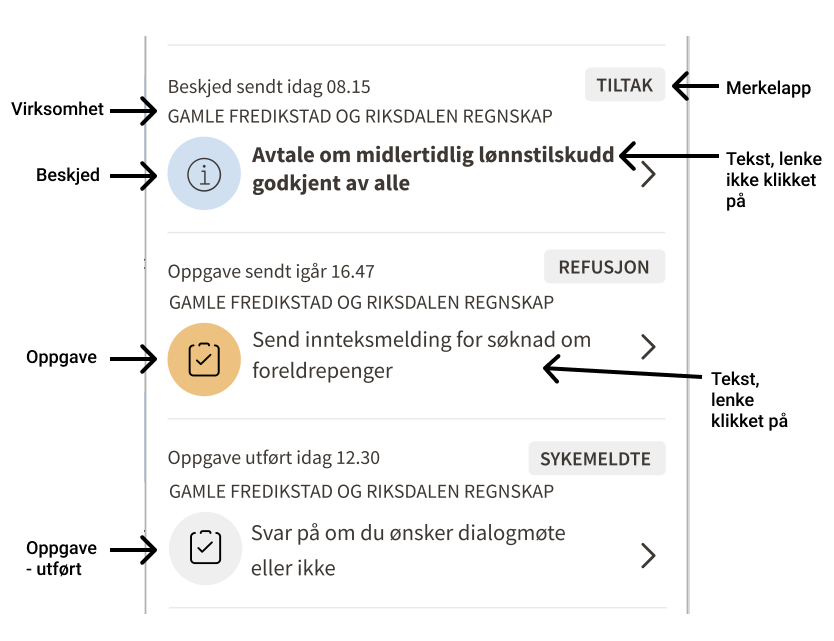 Beskjed sendt idag 08.15
TILTAK
Merkelapp
Virksomhet
GAMLE FREDIKSTAD OG RIKSDALEN REGNSKAP
Beskjed
Avtale om midlertidlig lønnstilskudd
godkjent av alle
Tekst, lenke
ikke klikket
på
Oppgave sendt igår 16.47
REFUSJON
GAMLE FREDIKSTAD OG RIKSDALEN REGNSKAP
Oppgave
Send innteksmelding for søknad om
foreldrepenger
Tekst,
lenke
klikket på
Oppgave utført idag 12.30
SYKEMELDTE
GAMLE FREDIKSTAD OG RIKSDALEN REGNSKAP
Oppgave
- utført
Svar på om du ønsker dialogmøte
eller ikke